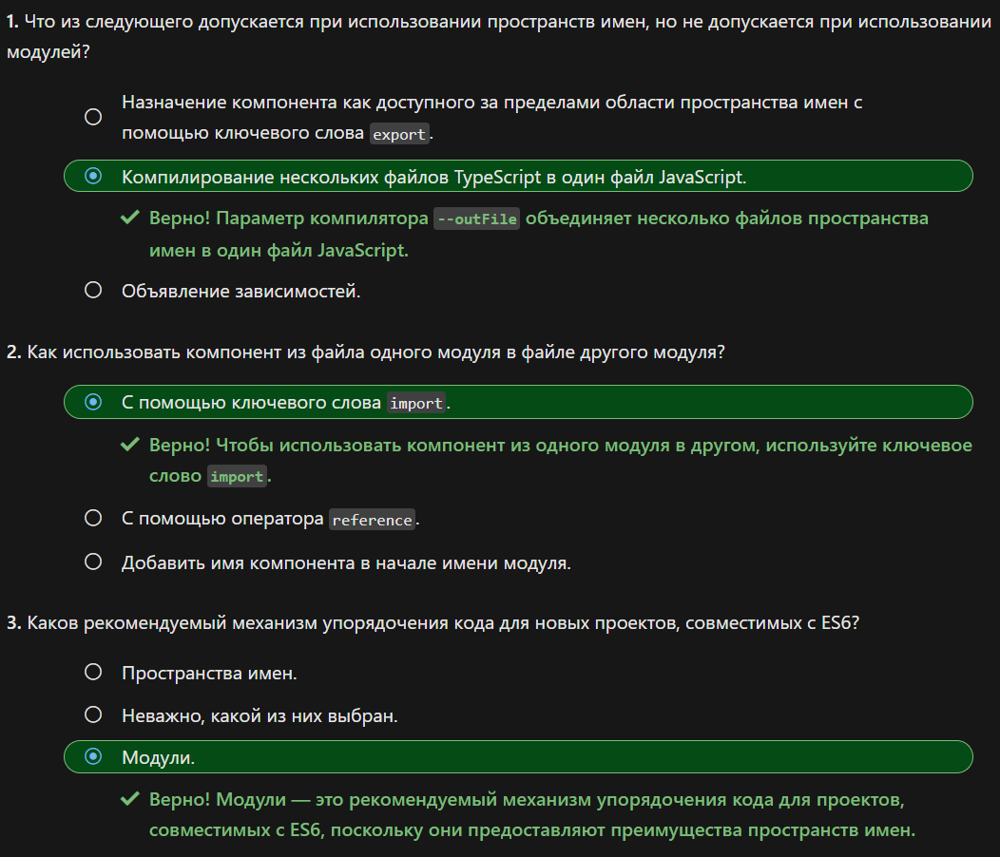 1. Что из следующего допускается при использовании пространств имен, но не допускается при использовании
модулей?
Назначение компонента как доступного за пределами области пространства имен с
помощью ключевого слова export.
Компилирование нескольких файлов TypeScript в один файл JavaScript.
Верно! Параметр компилятора --outFile объединяет несколько файлов пространства
имен в один файл JavaScript.
Объявление зависимостей.
2. Как использовать компонент из файла одного модуля в файле другого модуля?
С помощью ключевого слова import.
Верно! Чтобы использовать компонент из одного модуля в другом, используйте ключевое
слово import.
С помощью оператора reference.
Добавить имя компонента в начале имени модуля.
3. Каков рекомендуемый механизм упорядочения кода для новых проектов, совместимых с ES6?
Пространства имен.
Неважно, какой из них выбран.
Модули.
Верно! Модули — это рекомендуемый механизм упорядочения кода для проектов,
совместимых с ES6, поскольку они предоставляют преимущества пространств имен.